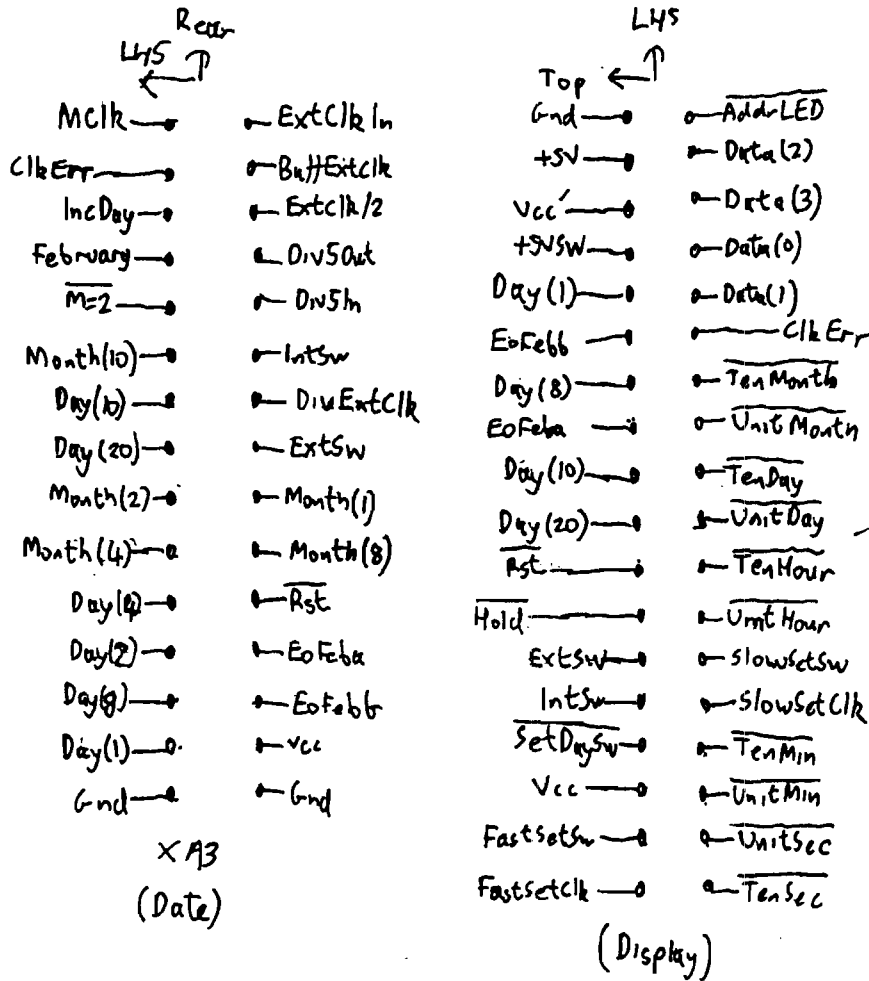 Rear
LHS
MClk ExtClkIn
ClkErr BuffExtClk
IncDay ExtClk/2
February Div5Out
M=2 Div5In
Month(10) IntSw
Day(10) DivExtClk
Day(20) ExtSw
Month(2) Month(1)
Month(4) Month(8)
Day(4) Rst
Day(2) EoFeba
Day(8) EoFebb
Day(1) Vcc
Gnd Gnd
XA3
(Date)
LHS
Top
Gnd AddrLED
+5V Data(2)
Vcc' Data(3)
+5VSW Data(0)
Day(1) Data(1)
EoFebb ClkErr
Day(8) TenMonth
EoFeba UnitMonth
Day(10) TenDay
Day(20) UnitDay
Rst TenHour
Hold UnitHour
ExtSw SlowSetSw
IntSw SlowSetClk
SetDaySw TenMin
Vcc UnitMin
FastSetSw UnitSec
FastSetClk TenSec
(Display)